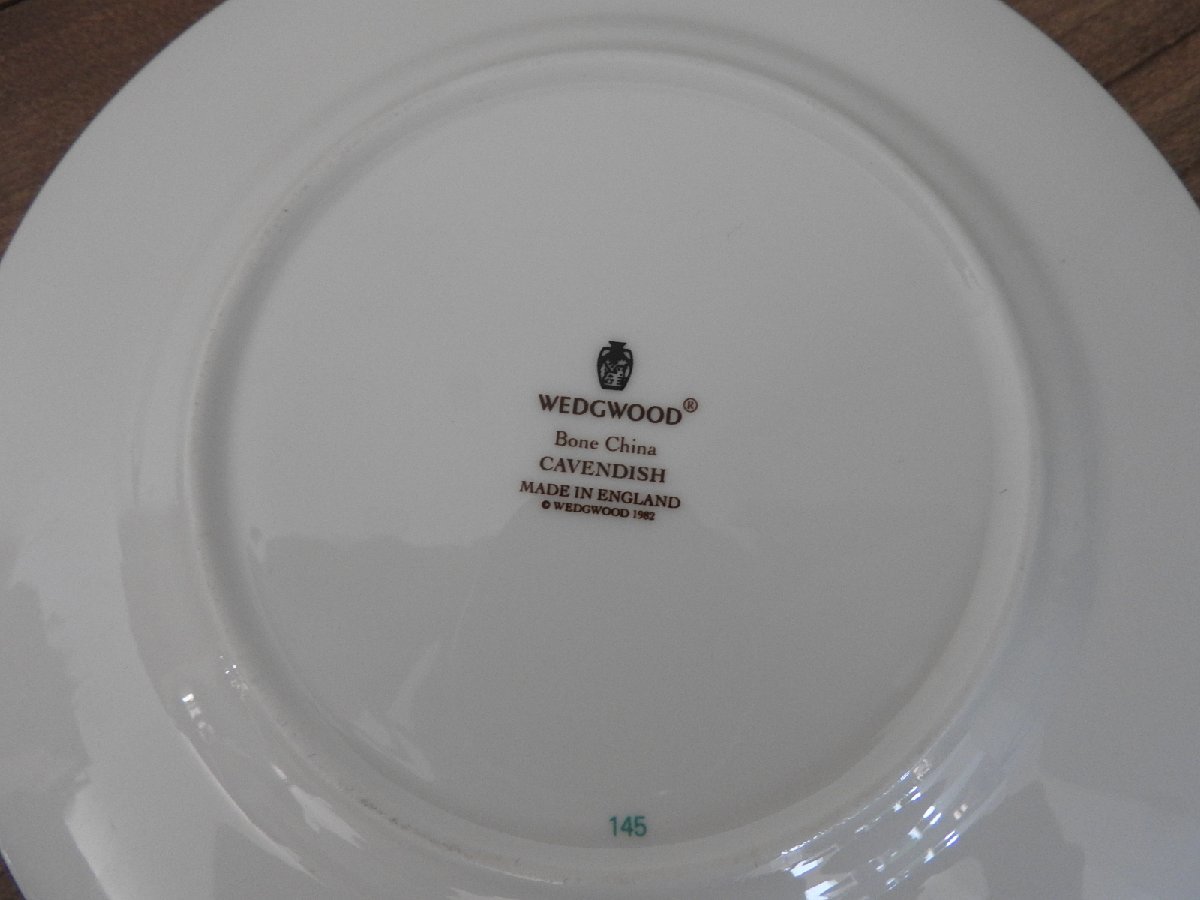 WEDGWOOD®
Bone China
CAVENDISH
MADE IN ENGLAND
© WEDGWOOD 1982
145